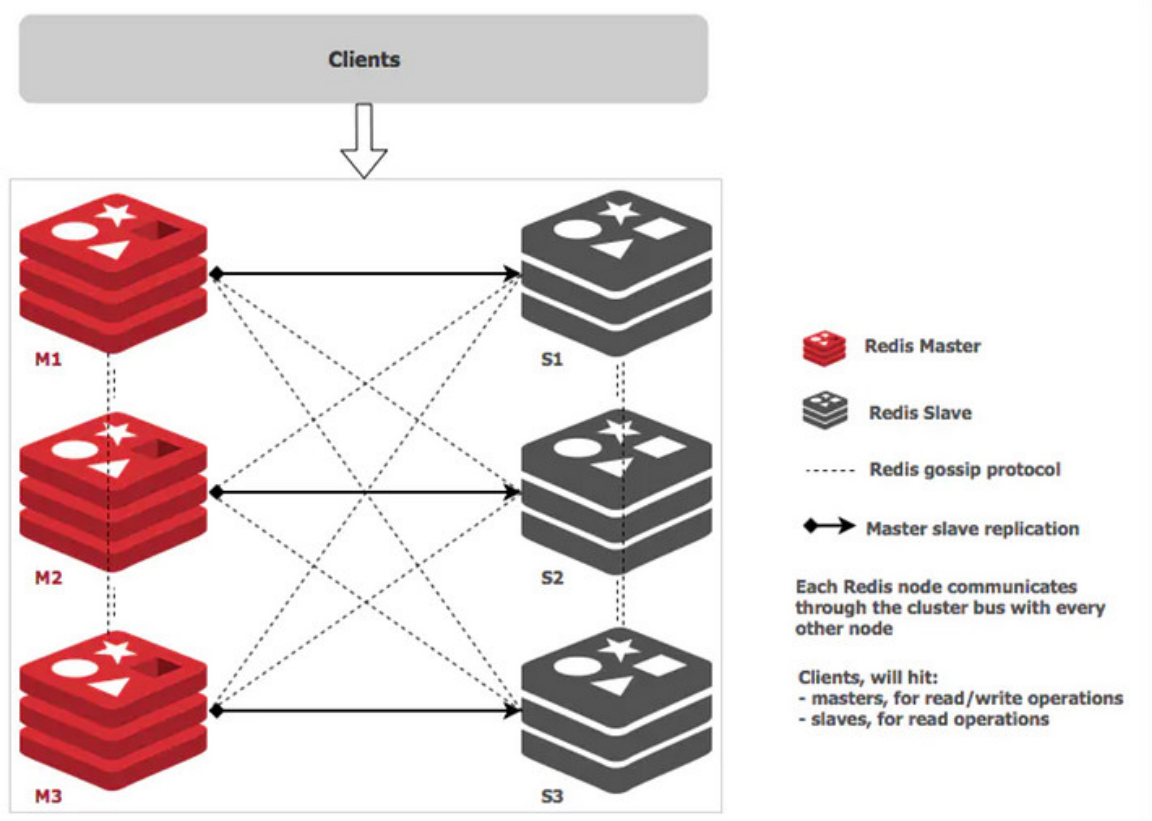 Clients
M1
S1
M2
S2
M3
S3
Redis Master
Redis Slave
Redis gossip protocol
Master slave replication
Each Redis node communicates
through the cluster bus with every
other node
Clients, will hit:
- masters, for read/write operations
- slaves, for read operations